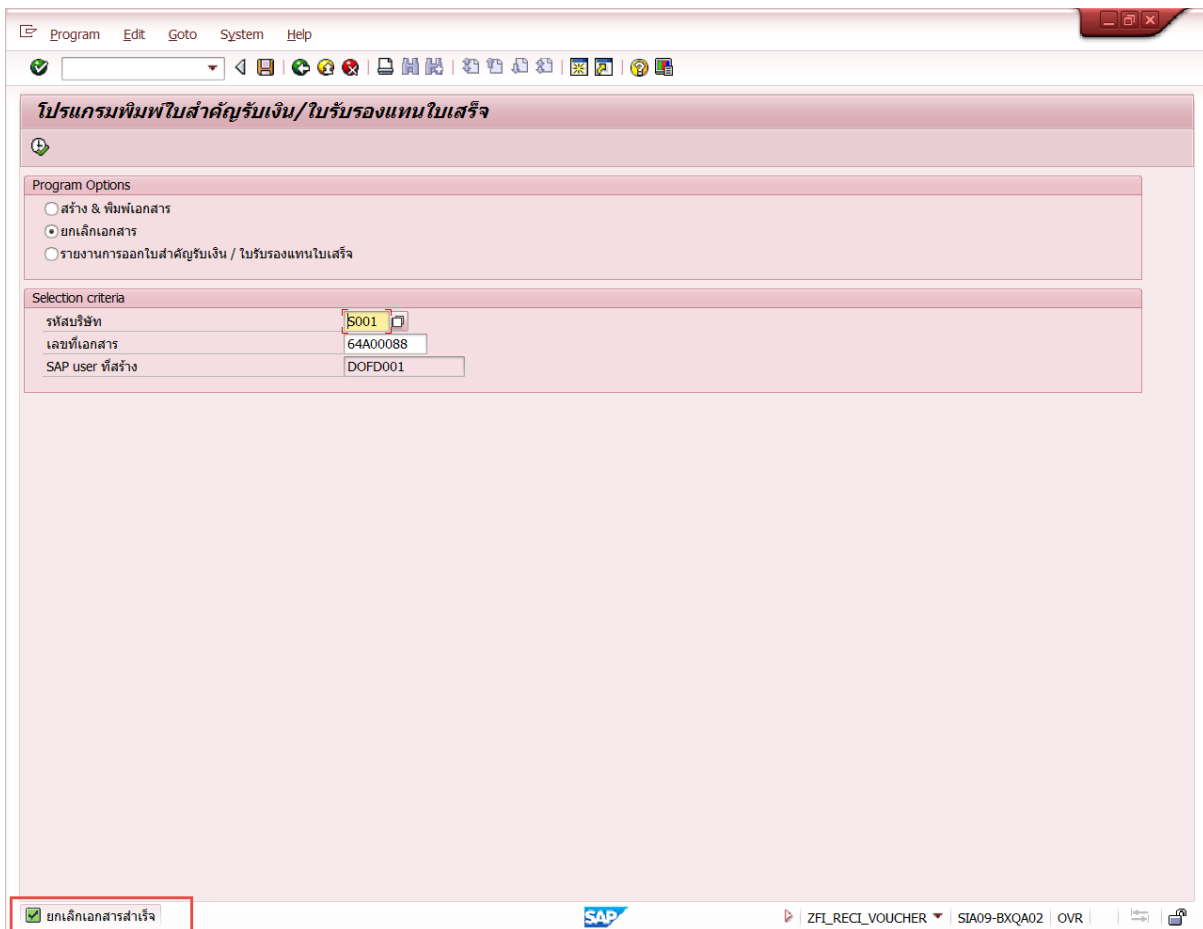 Program Edit Goto System Help
โปรแกรมพิมพ์ใบสำคัญรับเงิน/ใบรับรองแทนใบเสร็จ
Program Options
สร้าง & พิมพ์เอกสาร
ยกเลิกเอกสาร
รายงานการออกใบสำคัญรับเงิน / ใบรับรองแทนใบเสร็จ
Selection criteria
รหัสบริษัท S001
เลขที่เอกสาร 64A00088
SAP user ที่สร้าง DOFD001
ยกเลิกเอกสารสำเร็จ SAP ZFI_RECI_VOUCHER SIA09-BXQA02 OVR